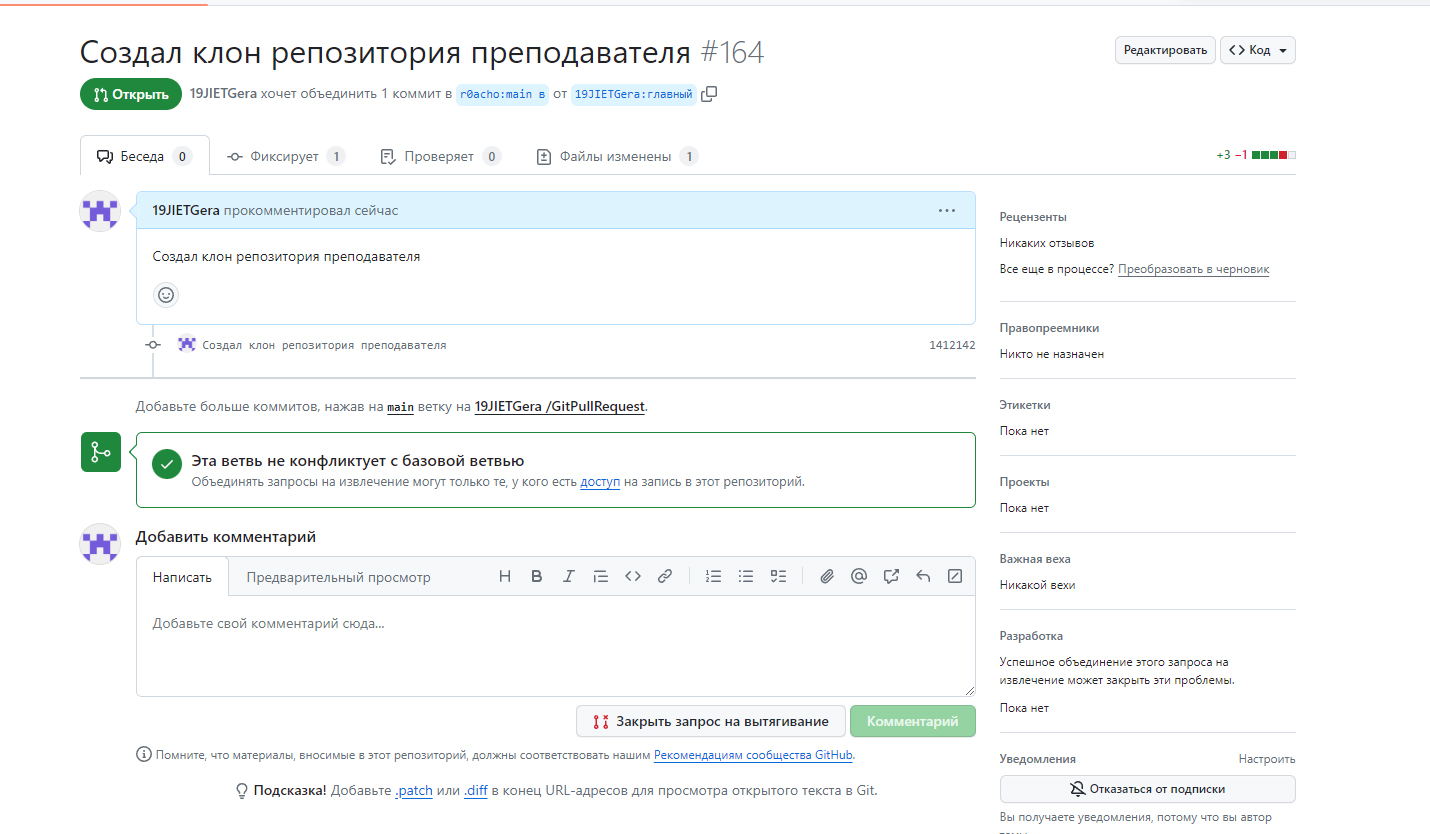 Создал клон репозитория преподавателя #164
Редактировать
Код
Открыть
19JIETGera хочет объединить 1 коммит в r0acho:main в от 19JIETGera:главный
Беседа 0
Фиксирует 1
Проверяет 0
Файлы изменены 1
+3 −1
19JIETGera прокомментировал сейчас
Создал клон репозитория преподавателя
Создал клон репозитория преподавателя
1412142
Добавьте больше коммитов, нажав на main ветку на 19JIETGera /GitPullRequest.
Эта ветвь не конфликтует с базовой ветвью
Объединять запросы на извлечение могут только те, у кого есть доступ на запись в этот репозиторий.
Добавить комментарий
Написать
Предварительный просмотр
Добавьте свой комментарий сюда...
Закрыть запрос на вытягивание
Комментарий
Помните, что материалы, вносимые в этот репозиторий, должны соответствовать нашим Рекомендациям сообщества GitHub.
Подсказка! Добавьте .patch или .diff в конец URL-адресов для просмотра открытого текста в Git.
Рецензенты
Никаких отзывов
Все еще в процессе? Преобразовать в черновик
Правопреемники
Никто не назначен
Этикетки
Пока нет
Проекты
Пока нет
Важная веха
Никакой вехи
Разработка
Успешное объединение этого запроса на
извлечение может закрыть эти проблемы.
Пока нет
Уведомления
Настроить
Отказаться от подписки
Вы получаете уведомления, потому что вы автор